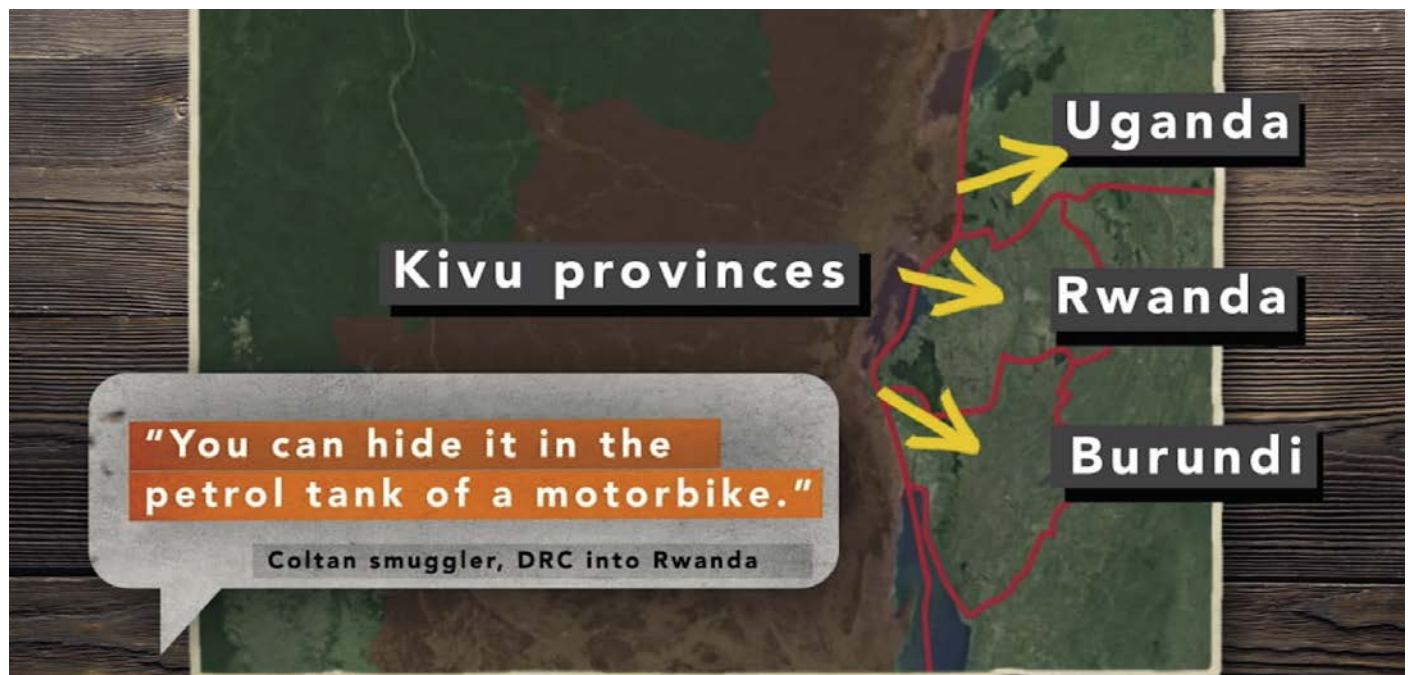 Uganda
Kivu provinces
Rwanda
Burundi
“You can hide it in the
petrol tank of a motorbike.”
Coltan smuggler, DRC into Rwanda